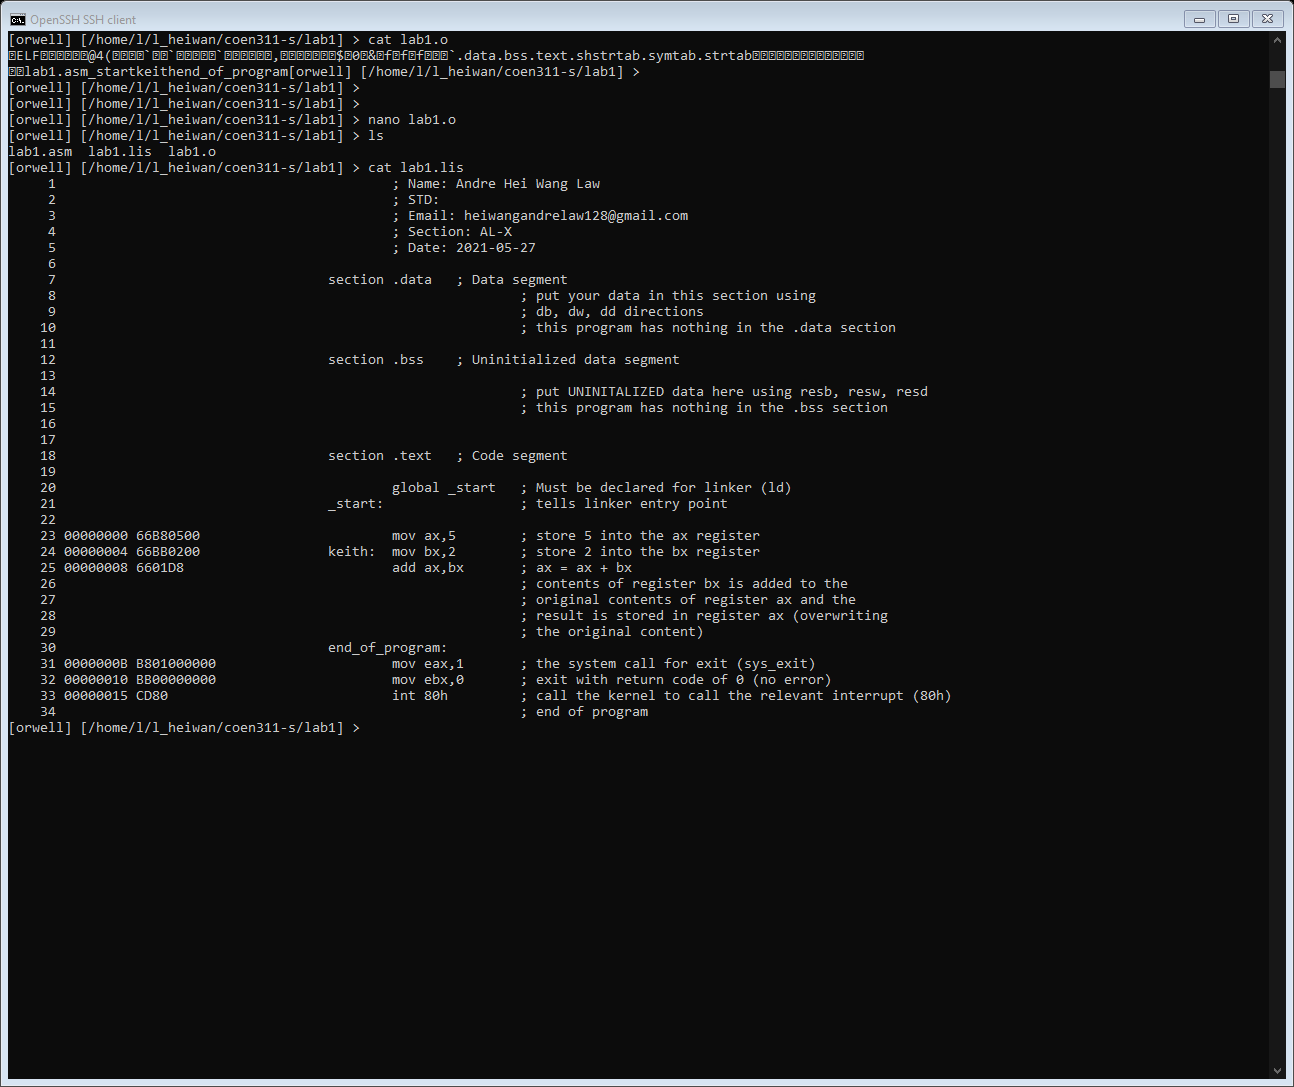 OpenSSH SSH client
[orwell] [/home/l/l_heiwan/coen311-s/lab1] > cat lab1.o
ELF @4( ` ` ` , $ 0 & f f f ` .data.bss.text.shstrtab.symtab.strtab
lab1.asm_startkeithend_of_program[orwell] [/home/l/l_heiwan/coen311-s/lab1] >
[orwell] [/home/l/l_heiwan/coen311-s/lab1] >
[orwell] [/home/l/l_heiwan/coen311-s/lab1] >
[orwell] [/home/l/l_heiwan/coen311-s/lab1] > nano lab1.o
[orwell] [/home/l/l_heiwan/coen311-s/lab1] > ls
lab1.asm  lab1.lis  lab1.o
[orwell] [/home/l/l_heiwan/coen311-s/lab1] > cat lab1.lis
1 ; Name: Andre Hei Wang Law
2 ; STD:
3 ; Email: heiwangandrelaw128@gmail.com
4 ; Section: AL-X
5 ; Date: 2021-05-27
6
7 section .data ; Data segment
8 ; put your data in this section using
9 ; db, dw, dd directions
10 ; this program has nothing in the .data section
11
12 section .bss ; Uninitialized data segment
13
14 ; put UNINITALIZED data here using resb, resw, resd
15 ; this program has nothing in the .bss section
16
17
18 section .text ; Code segment
19
20 global _start ; Must be declared for linker (ld)
21 _start: ; tells linker entry point
22
23 00000000 66B80500 mov ax,5 ; store 5 into the ax register
24 00000004 66BB0200 keith: mov bx,2 ; store 2 into the bx register
25 00000008 6601D8 add ax,bx ; ax = ax + bx
26 ; contents of register bx is added to the
27 ; original contents of register ax and the
28 ; result is stored in register ax (overwriting
29 ; the original content)
30 end_of_program:
31 0000000B B801000000 mov eax,1 ; the system call for exit (sys_exit)
32 00000010 BB00000000 mov ebx,0 ; exit with return code of 0 (no error)
33 00000015 CD80 int 80h ; call the kernel to call the relevant interrupt (80h)
34 ; end of program
[orwell] [/home/l/l_heiwan/coen311-s/lab1] >